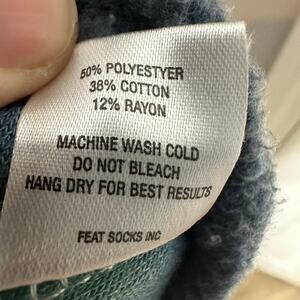 50% POLYESTYER
38% COTTON
12% RAYON
MACHINE WASH COLD
DO NOT BLEACH
HANG DRY FOR BEST RESULTS
FEAT SOCKS INC